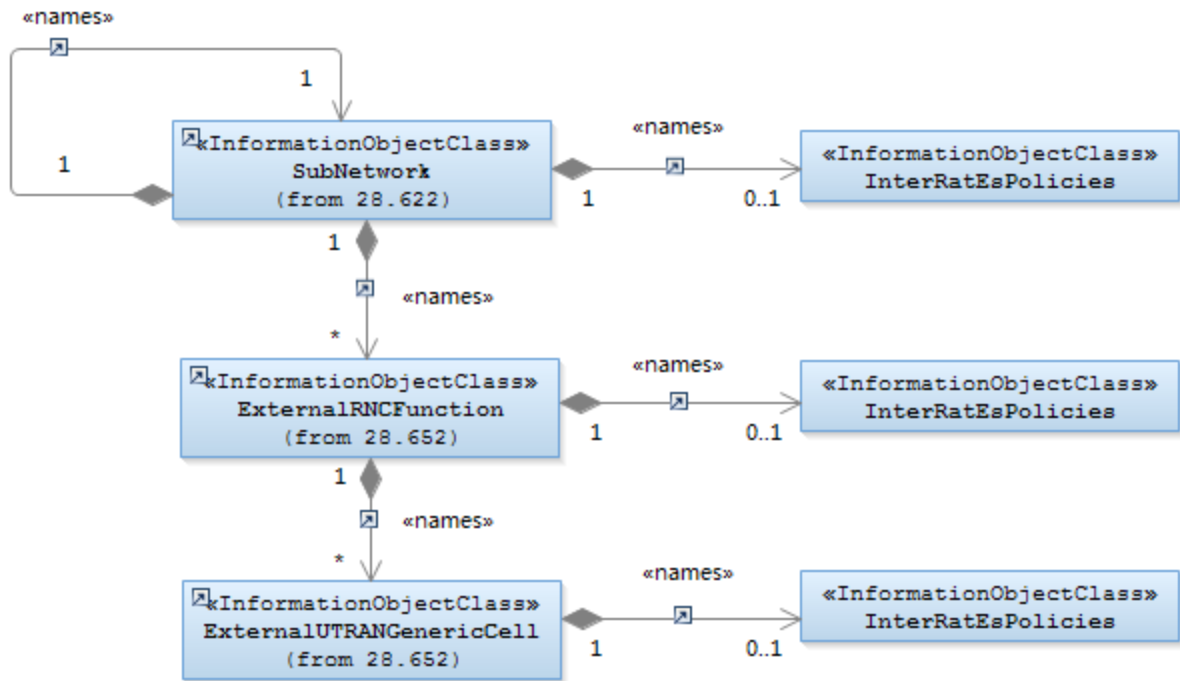 «names»
1
1
«InformationObjectClass»
SubNetwork
(from 28.622)
«names»
1
0..1
«InformationObjectClass»
InterRatEsPolicies
1
«names»
*
«InformationObjectClass»
ExternalRNCFunction
(from 28.652)
«names»
1
0..1
«InformationObjectClass»
InterRatEsPolicies
1
«names»
*
«InformationObjectClass»
ExternalUTRANGenericCell
(from 28.652)
«names»
1
0..1
«InformationObjectClass»
InterRatEsPolicies